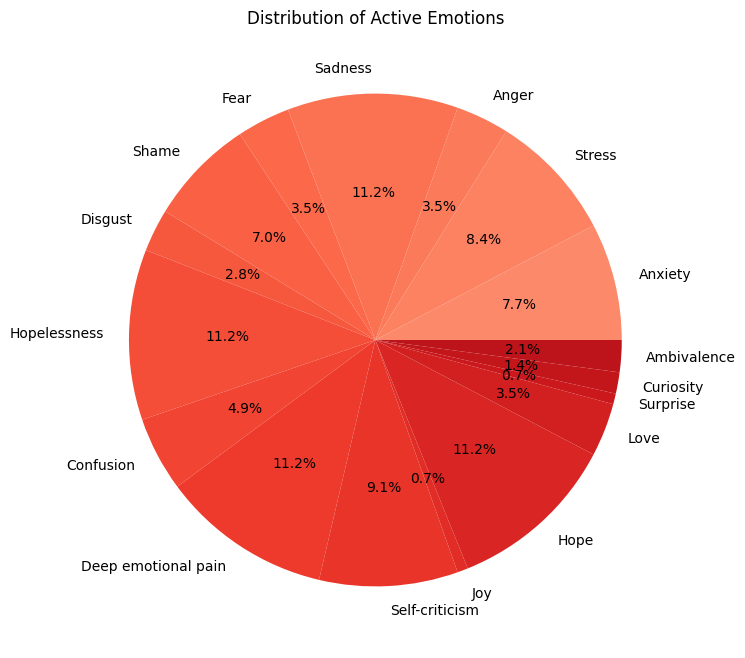 Distribution of Active Emotions
Sadness
Fear
Anger
Shame
Stress
11.2%
3.5%
3.5%
Disgust
7.0%
8.4%
2.8%
Anxiety
7.7%
Hopelessness
11.2%
2.1%
Ambivalence
1.4%
Curiosity
0.7%
Surprise
3.5%
4.9%
Love
11.2%
11.2%
Confusion
0.7%
9.1%
Hope
Deep emotional pain
Joy
Self-criticism